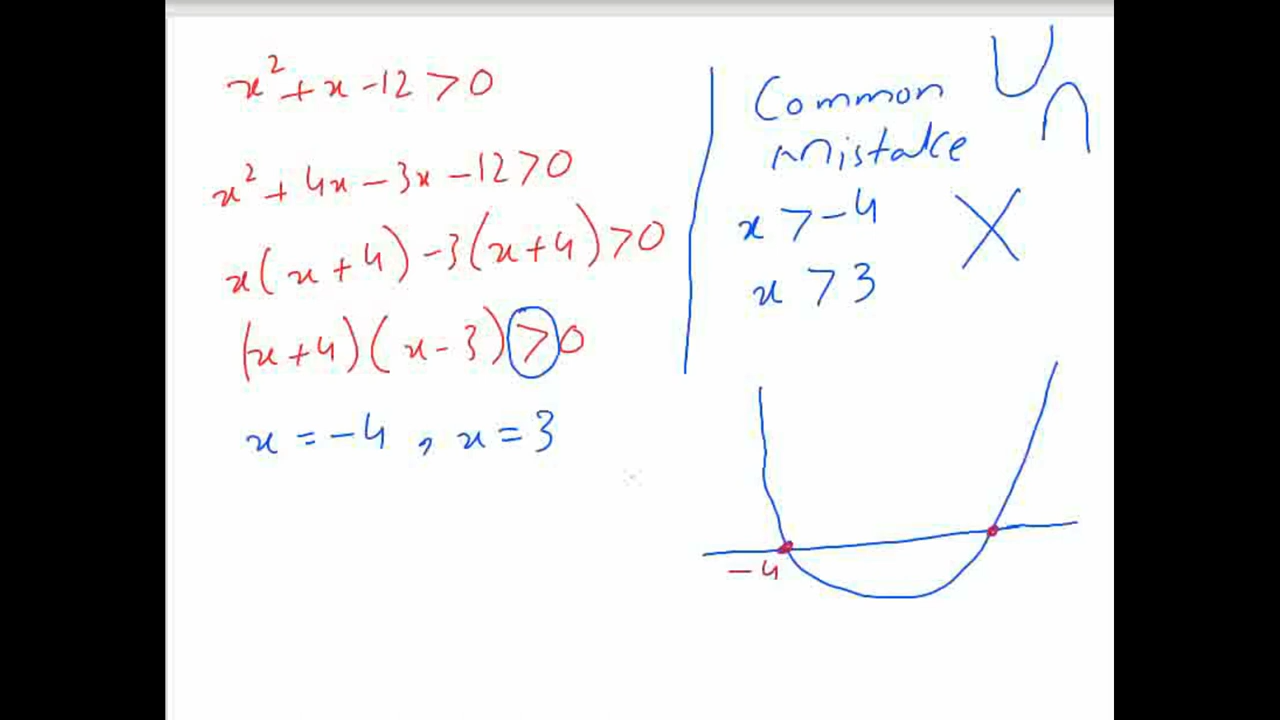 x² + x - 12 > 0
x² + 4x - 3x - 12 > 0
x(x + 4) - 3(x + 4) > 0
(x + 4)(x - 3) > 0
x = -4, x = 3
Common
Mistake
x > -4
x > 3
-4